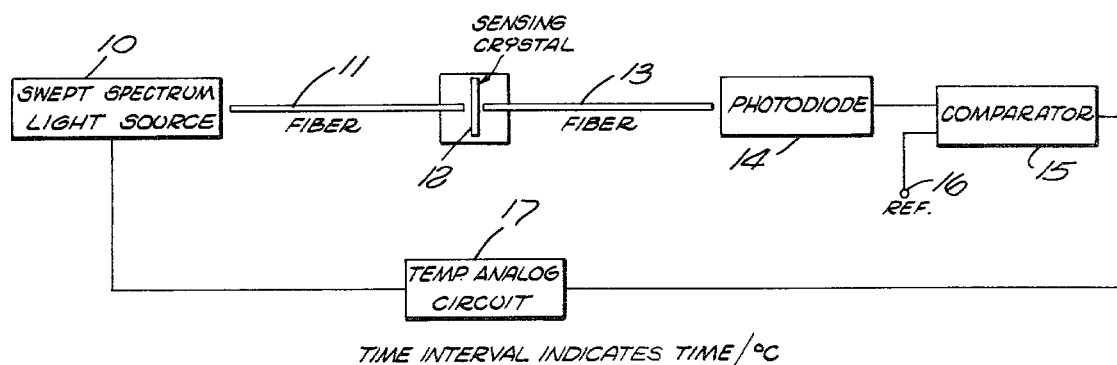 10
SWEPT SPECTRUM
LIGHT SOURCE
11
FIBER
SENSING
CRYSTAL
12
13
FIBER
PHOTODIODE
14
COMPARATOR
15
16
REF.
17
TEMP. ANALOG
CIRCUIT
TIME INTERVAL INDICATES TIME/°C